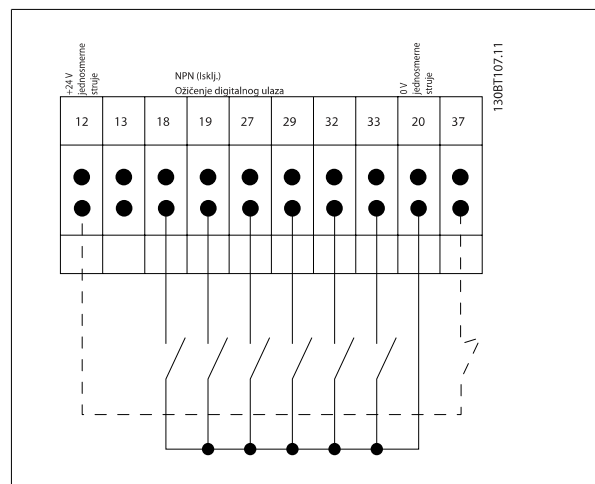 +24 V
jednosmerne
struje
NPN (Isklj.)
Ožičenje digitalnog ulaza
0 V
jednosmerne
struje
130BT107.11
12 13 18 19 27 29 32 33 20 37